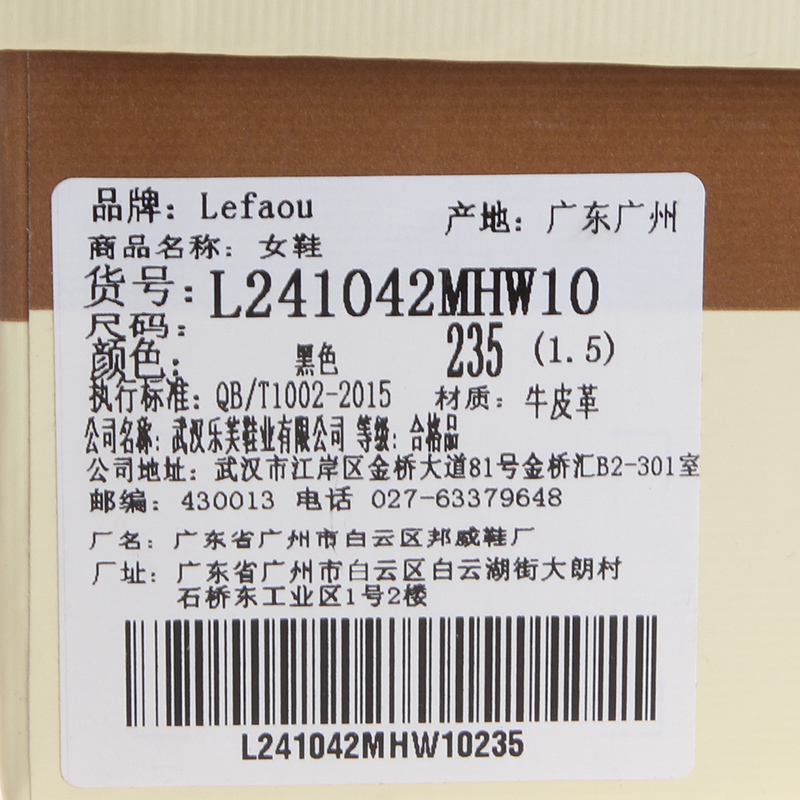 品牌: Lefaou 产地: 广东广州
商品名称: 女鞋
货号: L241042MHW10
尺码: 235 (1.5)
颜色: 黑色
执行标准: QB/T1002-2015 材质: 牛皮革
公司名称: 武汉乐芙鞋业有限公司 等级: 合格品
公司地址: 武汉市江岸区金桥大道81号金桥汇B2-301室
邮编: 430013 电话 027-63379648
厂名: 广东省广州市白云区邦威鞋厂
厂址: 广东省广州市白云区白云湖街大朗村
石桥东工业区1号2楼
L241042MHW10235